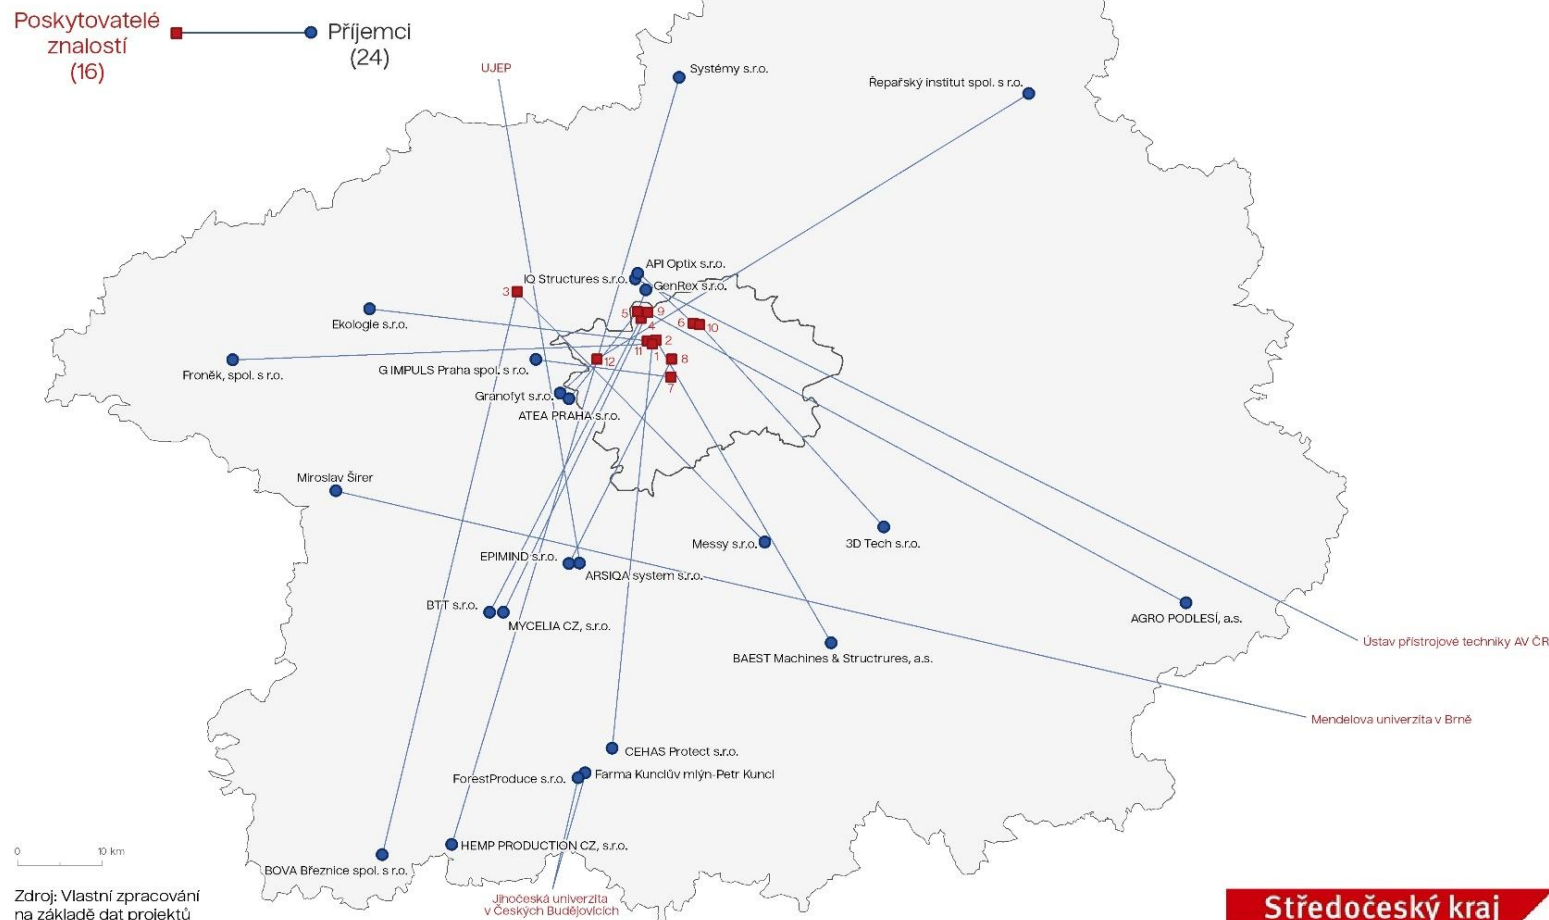 Poskytovatelé
znalostí
(16)
Příjemci
(24)
UJEP
Systémy s.r.o.
Řepařský institut spol. s r.o.
API Optix s.r.o.
IQ Structures s.r.o.
GenRex s.r.o.
3
Ekologie s.r.o.
5
9
4
6
10
2
11
1
12
8
7
Froněk, spol. s r.o.
G IMPULS Praha spol. s r.o.
Granofyt s.r.o.
ATEA PRAHA s.r.o.
Miroslav Šírer
Messy s.r.o.
3D Tech s.r.o.
EPIMIND s.r.o.
ARSIQA system s.r.o.
BTT s.r.o.
MYCELIA CZ, s.r.o.
AGRO PODLESÍ, a.s.
BAEST Machines & Structrures, a.s.
Ústav přístrojové techniky AV ČR
Mendelova univerzita v Brně
CEHAS Protect s.r.o.
ForestProduce s.r.o.
Farma Kunclův mlýn-Petr Kuncl
HEMP PRODUCTION CZ, s.r.o.
BOVA Březnice spol. s r.o.
0
10 km
Jihočeská univerzita
v Českých Budějovicích
Zdroj: Vlastní zpracování
na základě dat projektů
Středočeský kraj